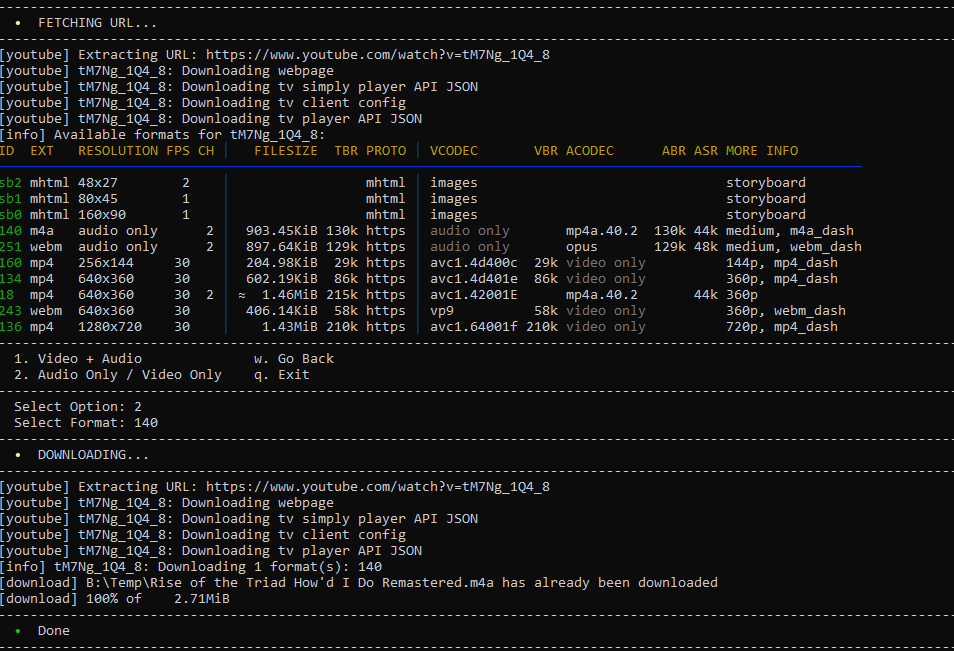 • FETCHING URL...
[youtube] Extracting URL: https://www.youtube.com/watch?v=tM7Ng_1Q4_8
[youtube] tM7Ng_1Q4_8: Downloading webpage
[youtube] tM7Ng_1Q4_8: Downloading tv simply player API JSON
[youtube] tM7Ng_1Q4_8: Downloading tv client config
[youtube] tM7Ng_1Q4_8: Downloading tv player API JSON
[info] Available formats for tM7Ng_1Q4_8:
ID EXT RESOLUTION FPS CH | FILESIZE TBR PROTO | VCODEC VBR ACODEC ABR ASR MORE INFO
sb2 mhtml 48x27 2 | mhtml | images storyboard
sb1 mhtml 80x45 1 | mhtml | images storyboard
sb0 mhtml 160x90 1 | mhtml | images storyboard
140 m4a audio only 2 | 903.45KiB 130k https | audio only mp4a.40.2 130k 44k medium, m4a_dash
251 webm audio only 2 | 897.64KiB 129k https | audio only opus 129k 48k medium, webm_dash
160 mp4 256x144 30 | 204.98KiB 29k https | avc1.4d400c 29k video only 144p, mp4_dash
134 mp4 640x360 30 | 602.19KiB 86k https | avc1.4d401e 86k video only 360p, mp4_dash
18 mp4 640x360 30 2 | ≈ 1.46MiB 215k https | avc1.42001E mp4a.40.2 44k 360p
243 webm 640x360 30 | 406.14KiB 58k https | vp9 58k video only 360p, webm_dash
136 mp4 1280x720 30 | 1.43MiB 210k https | avc1.64001f 210k video only 720p, mp4_dash
1. Video + Audio w. Go Back
2. Audio Only / Video Only q. Exit
Select Option: 2
Select Format: 140
• DOWNLOADING...
[youtube] Extracting URL: https://www.youtube.com/watch?v=tM7Ng_1Q4_8
[youtube] tM7Ng_1Q4_8: Downloading webpage
[youtube] tM7Ng_1Q4_8: Downloading tv simply player API JSON
[youtube] tM7Ng_1Q4_8: Downloading tv client config
[youtube] tM7Ng_1Q4_8: Downloading tv player API JSON
[info] tM7Ng_1Q4_8: Downloading 1 format(s): 140
[download] B:\Temp\Rise of the Triad How'd I Do Remastered.m4a has already been downloaded
[download] 100% of 2.71MiB
• Done